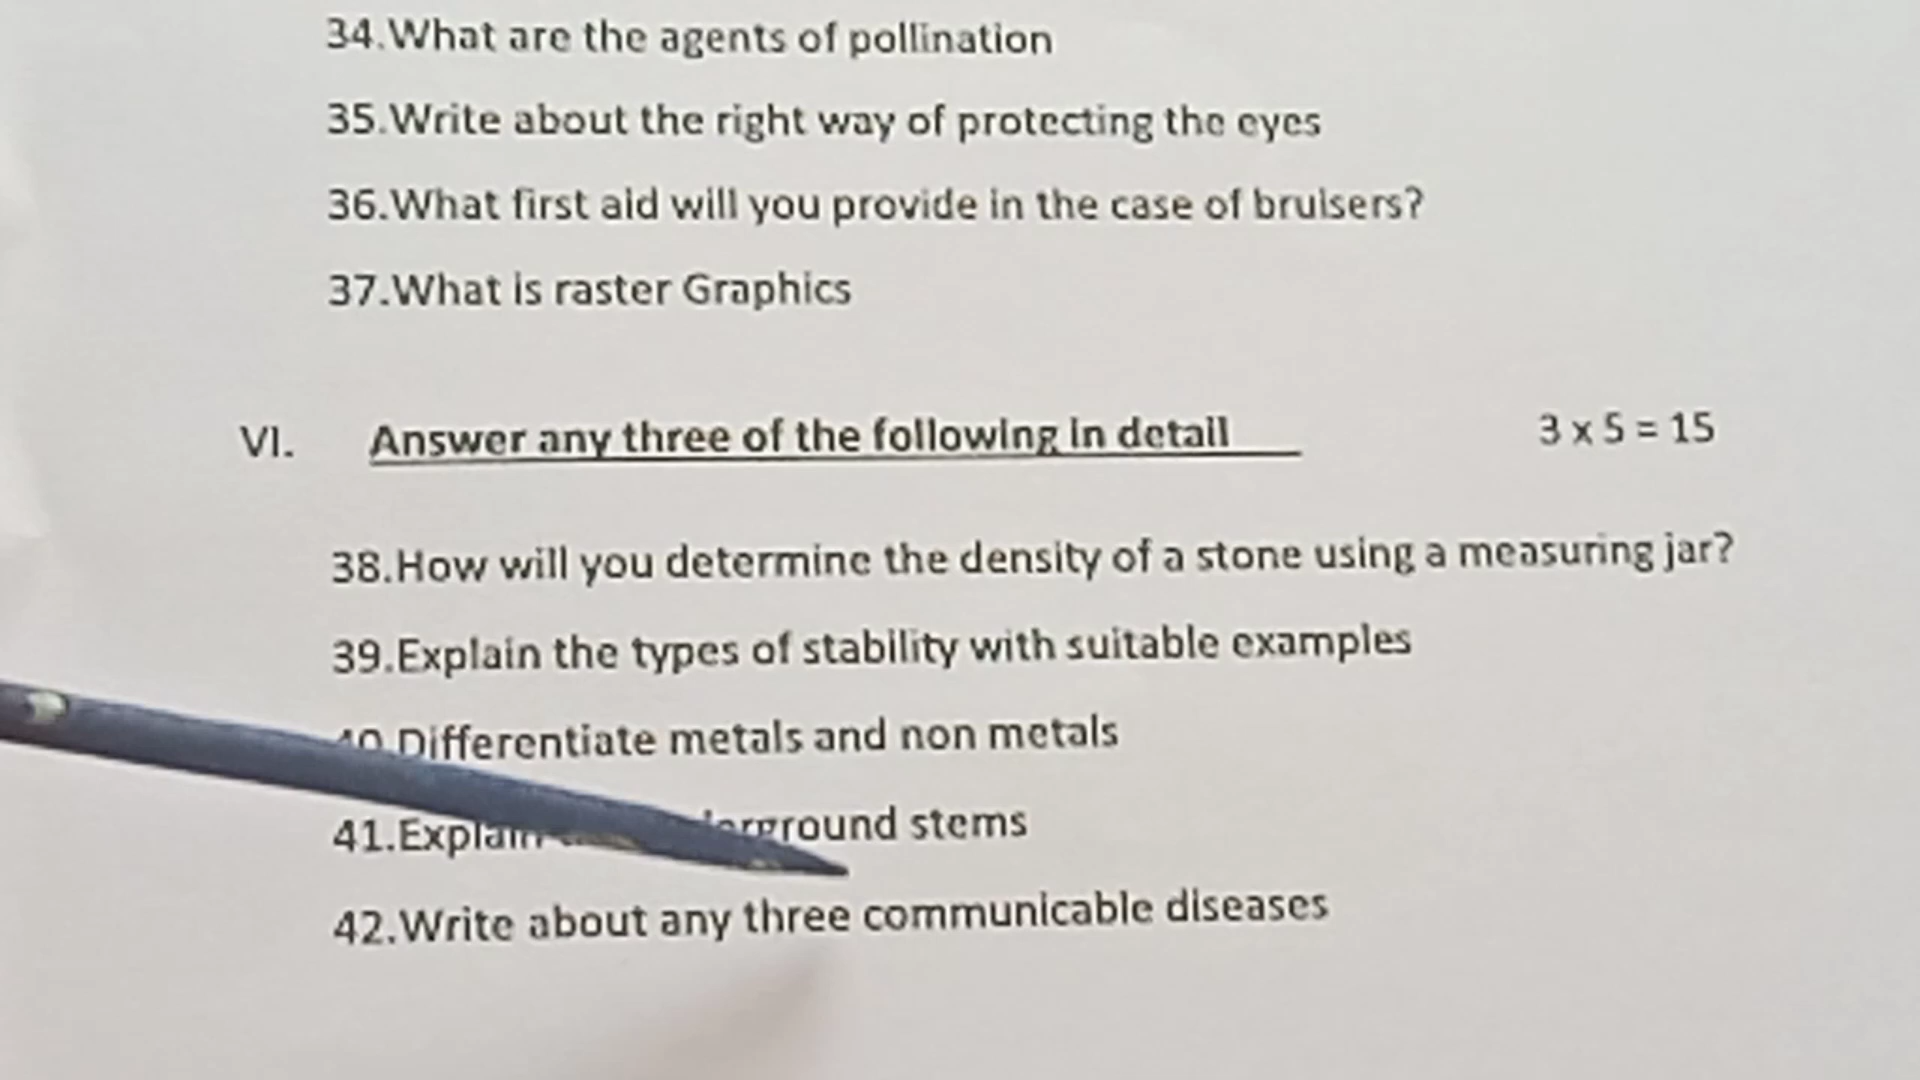 34.What are the agents of pollination
35.Write about the right way of protecting the eyes
36.What first aid will you provide in the case of bruisers?
37.What is raster Graphics
VI. Answer any three of the following in detail 3 x 5 = 15
38.How will you determine the density of a stone using a measuring jar?
39.Explain the types of stability with suitable examples
40.Differentiate metals and non metals
41.Explain stems
42.Write about any three communicable diseases